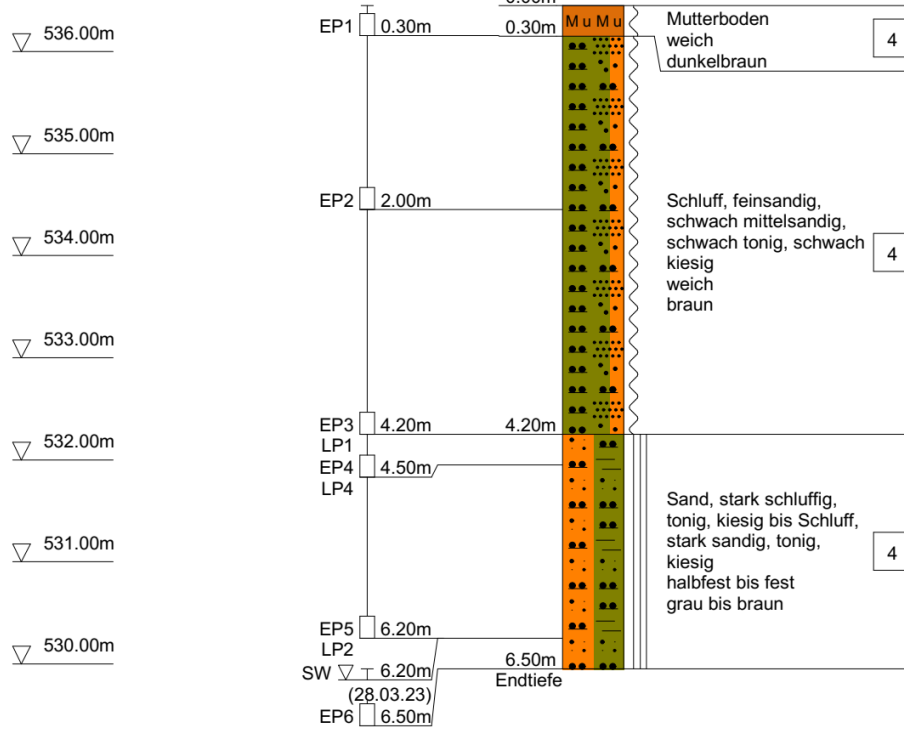 0.00m
EP1 0.30m 0.30m Mu Mu Mutterboden
weich
dunkelbraun
4
536.00m
535.00m
EP2 2.00m
534.00m
Schluff, feinsandig,
schwach mittelsandig,
schwach tonig, schwach
kiesig
weich
braun
4
533.00m
EP3 4.20m 4.20m
532.00m
LP1
EP4 4.50m
LP4
Sand, stark schluffig,
tonig, kiesig bis Schluff,
stark sandig, tonig,
kiesig
halbfest bis fest
grau bis braun
4
531.00m
EP5 6.20m
LP2
530.00m
6.50m
Endtiefe
SW 6.20m
(28.03.23)
EP6 6.50m